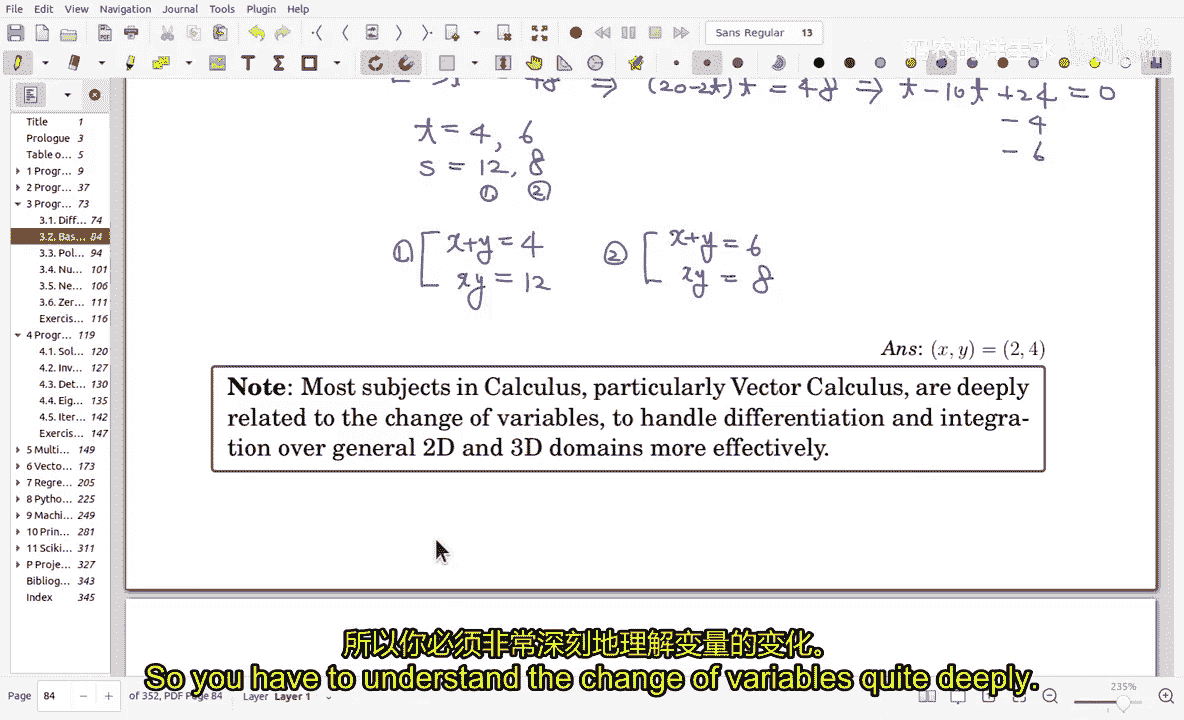 File Edit View Navigation Journal Tools Plugin Help
Sans Regular 13
Title 1
Prologue 3
Table o... 5
1 Progr... 9
2 Progr... 37
3 Progr... 73
3.1. Diff... 74
3.2. Bas... 84
3.3. Pol... 94
3.4. Nu... 101
3.5. Ne... 106
3.6. Zer... 111
Exercis... 116
4 Progr... 119
4.1. Sol... 120
4.2. Inv... 127
4.3. Det... 130
4.4. Eig... 135
4.5. Iter... 142
Exercis... 147
5 Multi... 149
6 Vecto... 173
7 Regre... 205
8 Pytho... 225
9 Machi... 249
10 Prin... 281
11 Sciki... 311
P Proje... 327
Bibliog... 343
Index 345
⇒ (20-2t)t = 48 ⇒ t-10t+24 = 0
t = 4, 6
- 4
s = 12, 8
- 6
① ②
① x+y = 4
xy = 12
② x+y = 6
xy = 8
Ans: (x, y) = (2, 4)
Note: Most subjects in Calculus, particularly Vector Calculus, are deeply
related to the change of variables, to handle differentiation and integra-
tion over general 2D and 3D domains more effectively.
所以你必须非常深刻地理解变量的变化。
So you have to understand the change of variables quite deeply.
Page 84 of 352, PDF Page 84 Layer Layer 1
235%